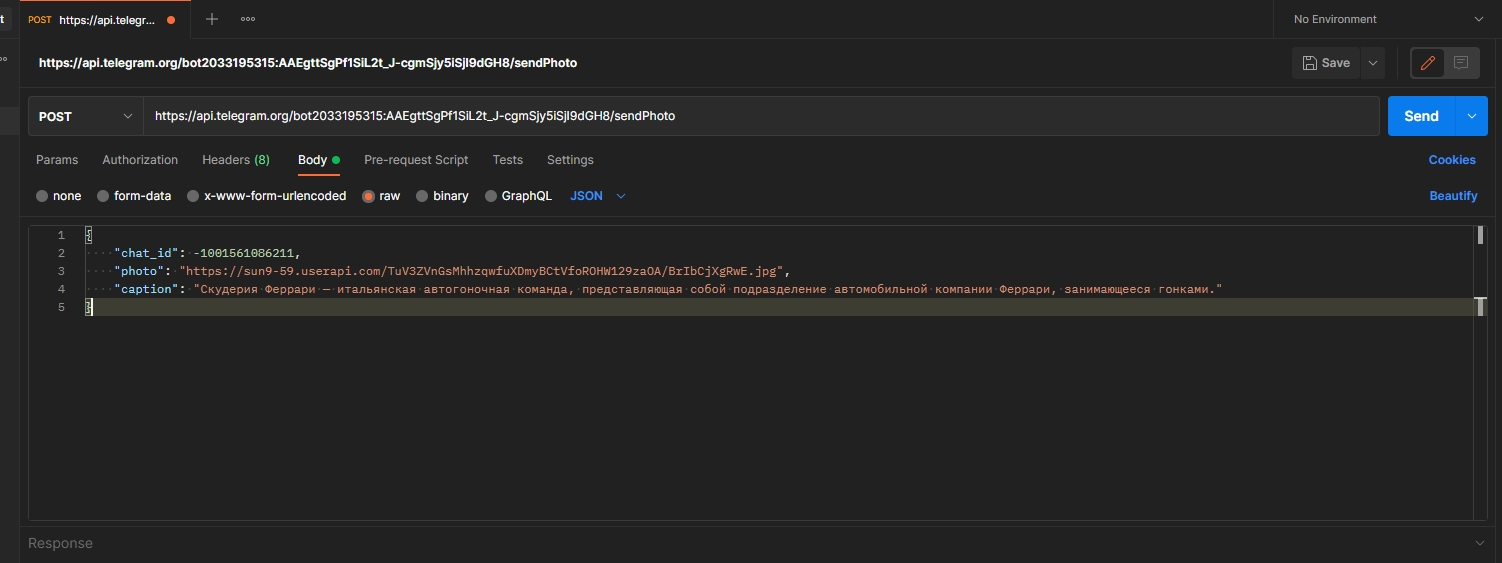 t
POST https://api.telegr...
No Environment
https://api.telegram.org/bot2033195315:AAEgttSgPf1SiL2t_J-cgmSjy5iSjI9dGH8/sendPhoto
Save
POST
https://api.telegram.org/bot2033195315:AAEgttSgPf1SiL2t_J-cgmSjy5iSjI9dGH8/sendPhoto
Send
Params Authorization Headers (8) Body Pre-request Script Tests Settings Cookies
none form-data x-www-form-urlencoded raw binary GraphQL JSON Beautify
1 {
2 "chat_id": -1001561086211,
3 "photo": "https://sun9-59.userapi.com/TuV3ZVnGsMhhzqwfuXDmyBCtVfoROHW129zaOA/BrIbCjXgRwE.jpg",
4 "caption": "Скудерия Феррари — итальянская автогоночная команда, представляющая собой подразделение автомобильной компании Феррари, занимающееся гонками."
5 }
Response